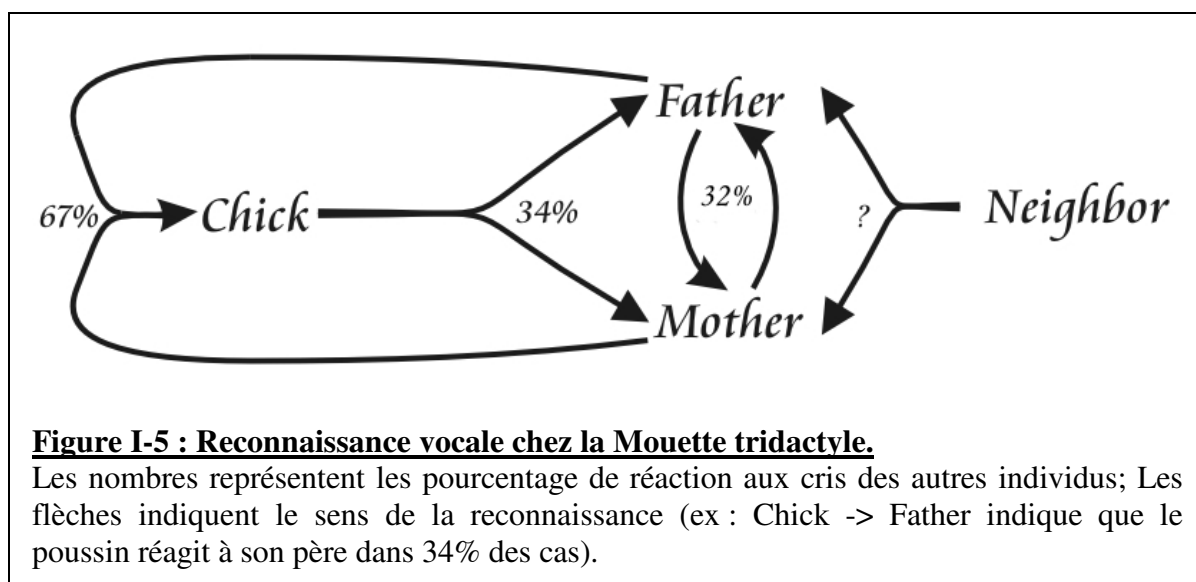 Father
67%
Chick
34%
32%
?
Neighbor
Mother
Figure I-5 : Reconnaissance vocale chez la Mouette tridactyle.
Les nombres représentent les pourcentage de réaction aux cris des autres individus; Les
flèches indiquent le sens de la reconnaissance (ex : Chick -> Father indique que le
poussin réagit à son père dans 34% des cas).